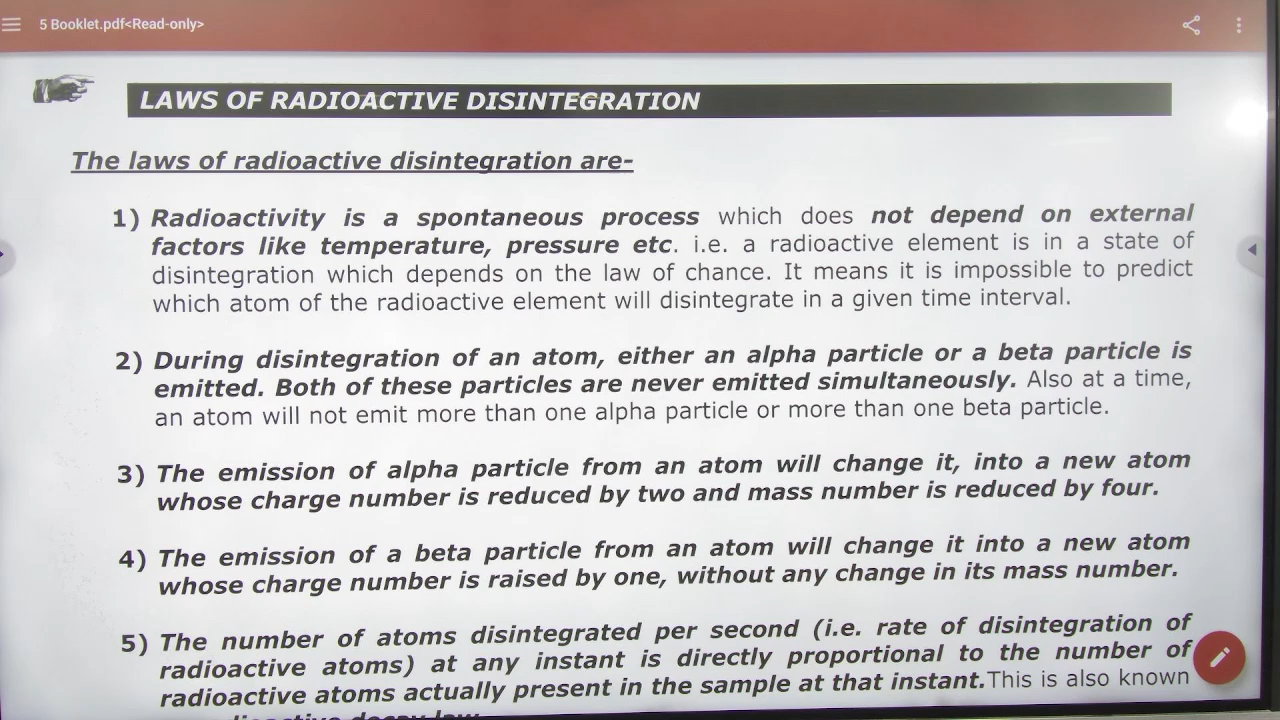 5 Booklet.pdf<Read-only>
LAWS OF RADIOACTIVE DISINTEGRATION
The laws of radioactive disintegration are-
1) Radioactivity is a spontaneous process which does not depend on external
factors like temperature, pressure etc. i.e. a radioactive element is in a state of
disintegration which depends on the law of chance. It means it is impossible to predict
which atom of the radioactive element will disintegrate in a given time interval.
2) During disintegration of an atom, either an alpha particle or a beta particle is
emitted. Both of these particles are never emitted simultaneously. Also at a time,
an atom will not emit more than one alpha particle or more than one beta particle.
3) The emission of alpha particle from an atom will change it, into a new atom
whose charge number is reduced by two and mass number is reduced by four.
4) The emission of a beta particle from an atom will change it into a new atom
whose charge number is raised by one, without any change in its mass number.
5) The number of atoms disintegrated per second (i.e. rate of disintegration of
radioactive atoms) at any instant is directly proportional to the number of
radioactive atoms actually present in the sample at that instant.This is also known
decay law